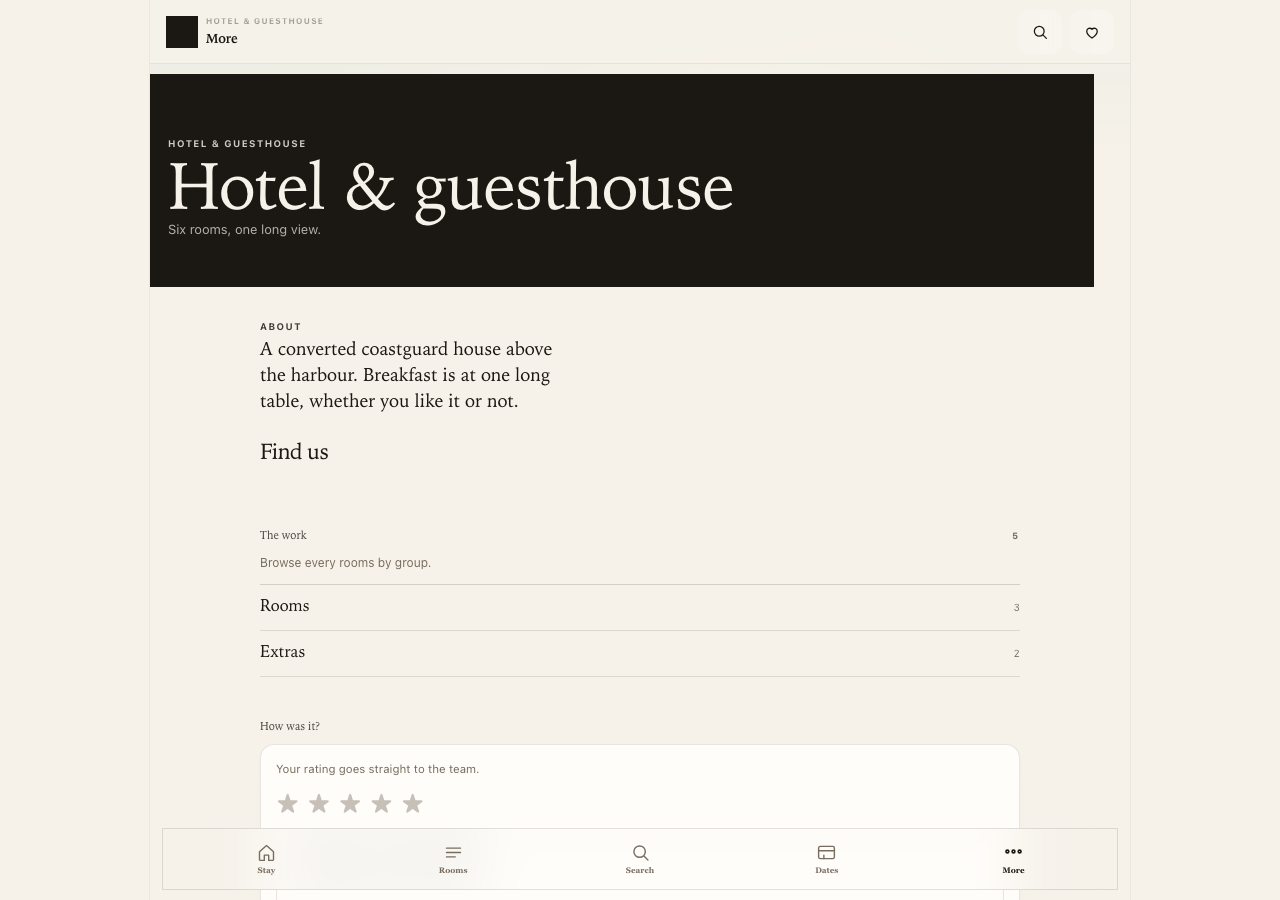 HOTEL & GUESTHOUSE
More
HOTEL & GUESTHOUSE
Hotel & guesthouse
Six rooms, one long view.
ABOUT
A converted coastguard house above
the harbour. Breakfast is at one long
table, whether you like it or not.
Find us
The work 5
Browse every rooms by group.
Rooms 3
Extras 2
How was it?
Your rating goes straight to the team.
Stay Rooms Search Dates More